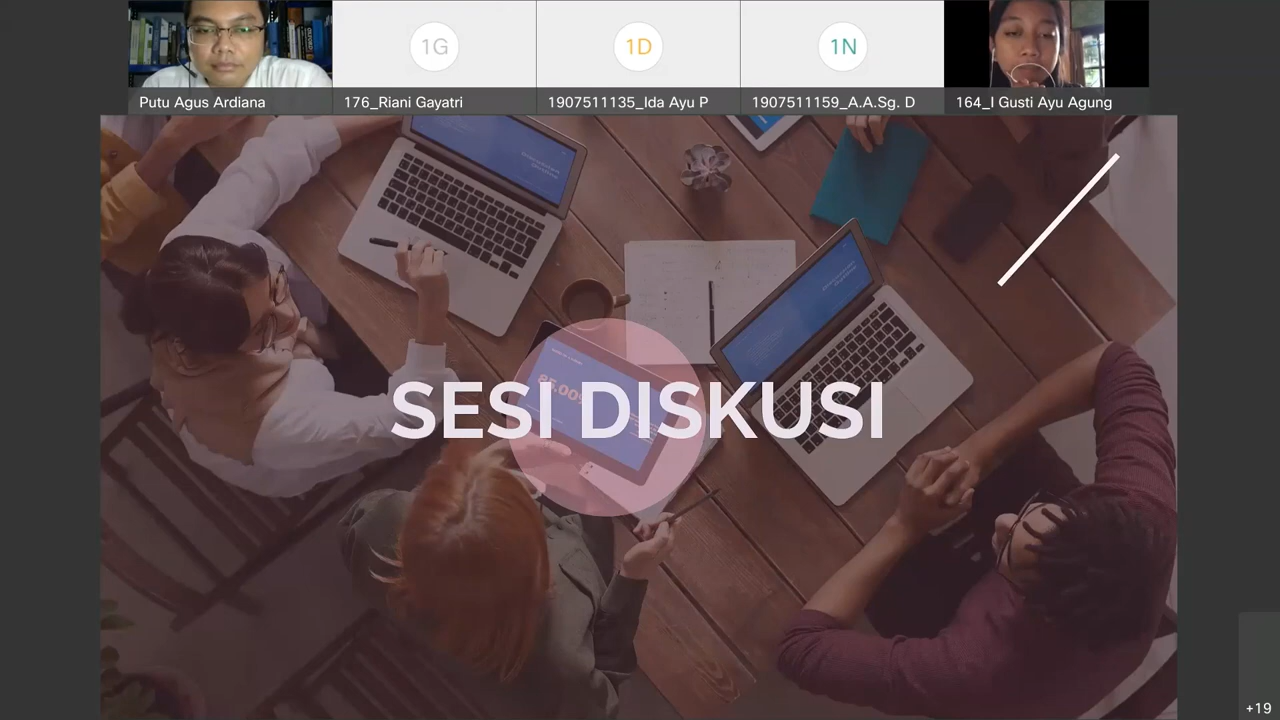 1G
1D
1N
Putu Agus Ardiana
176_Riani Gayatri
1907511135_Ida Ayu P
1907511159_A.A.Sg. D
164_I Gusti Ayu Agung
SESI DISKUSI
+19